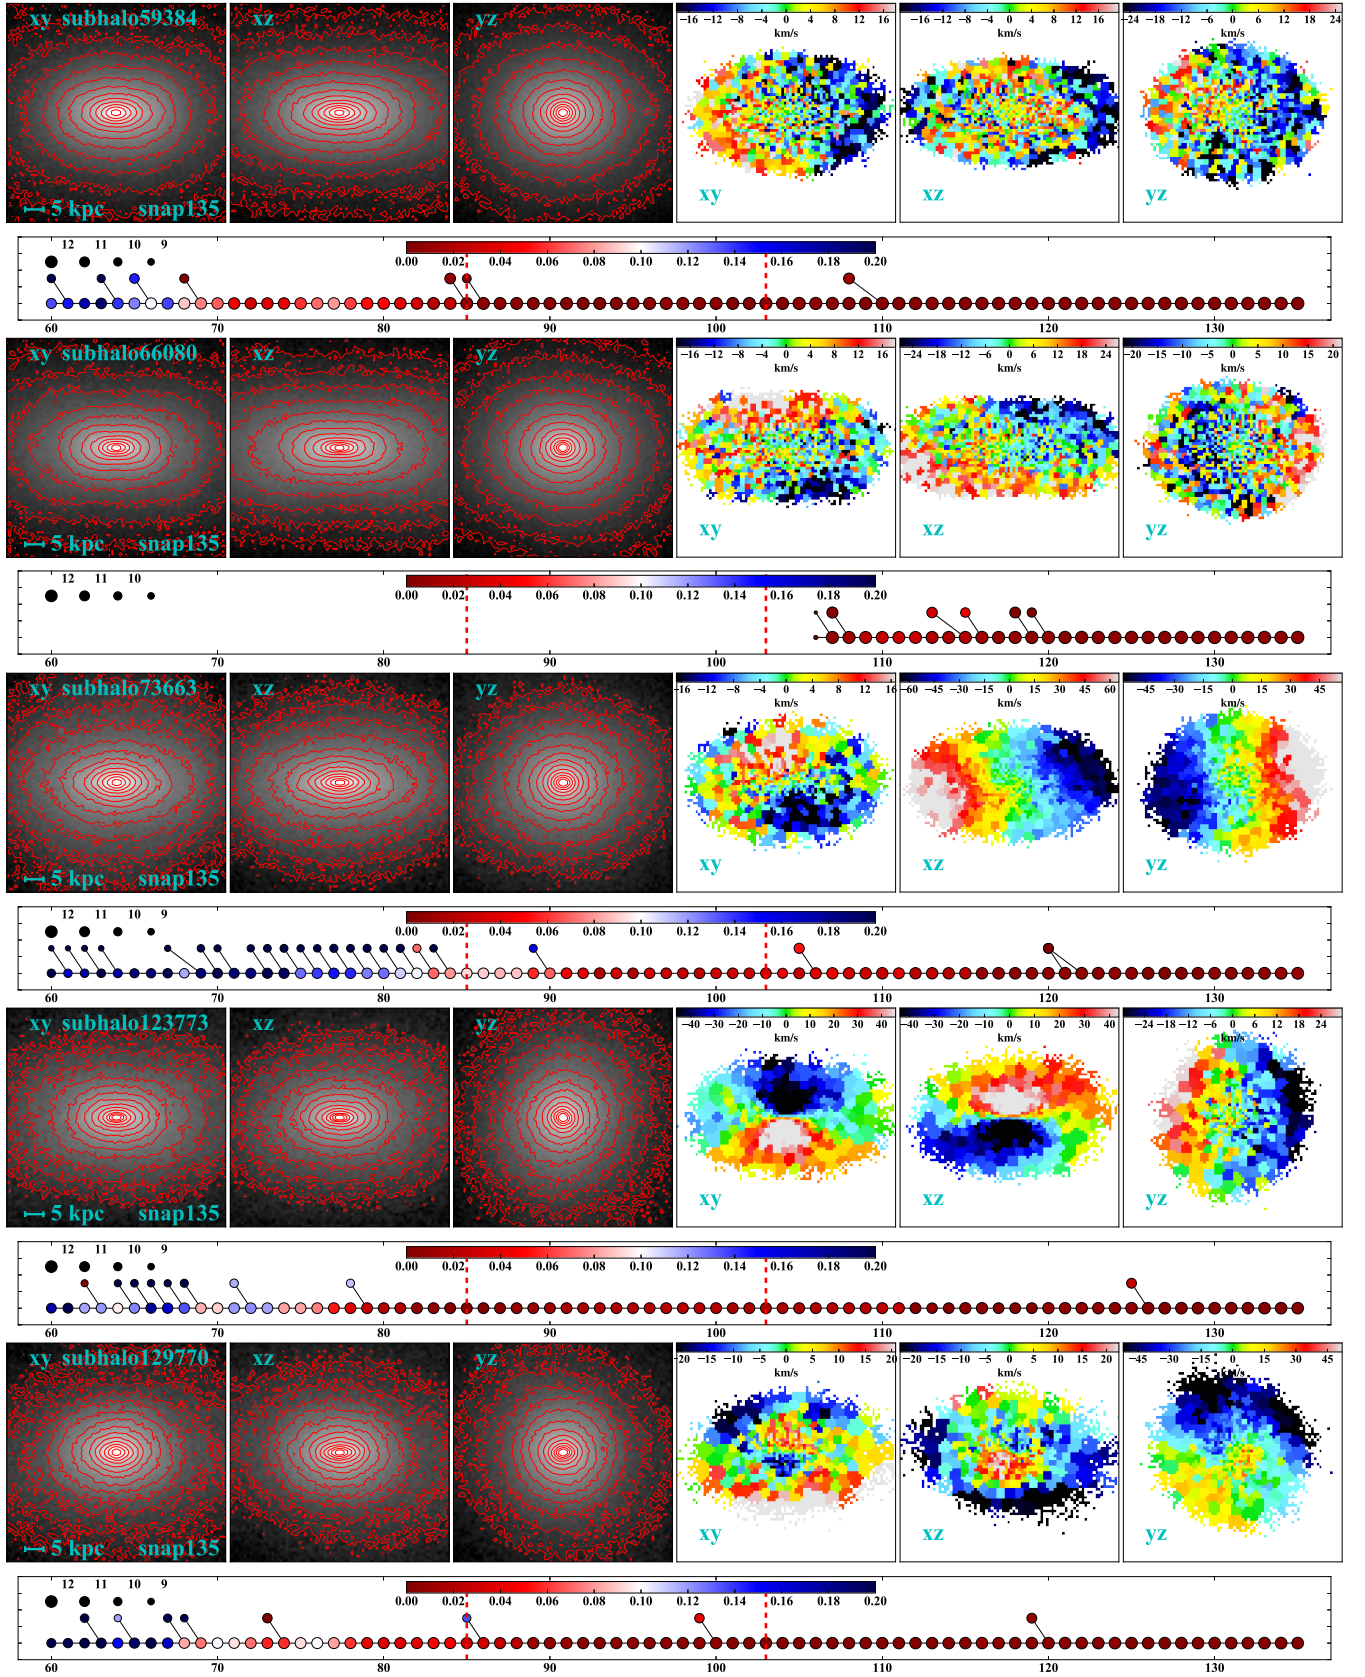 xy subhalo59384 xz yz
−16 −12 −8 −4 0 4 8 12 16 −16 −12 −8 −4 0 4 8 12 16 −24 −18 −12 −6 0 6 12 18 24
km/s km/s km/s
5 kpc snap135 xy xz yz
12 11 10 9
0.00 0.02 0.04 0.06 0.08 0.10 0.12 0.14 0.16 0.18 0.20
60 70 80 90 100 110 120 130
xy subhalo66080 xz yz
−16 −12 −8 −4 0 4 8 12 16 −24 −18 −12 −6 0 6 12 18 24 −20 −15 −10 −5 0 5 10 15 20
km/s km/s km/s
5 kpc snap135 xy xz yz
12 11 10
0.00 0.02 0.04 0.06 0.08 0.10 0.12 0.14 0.16 0.18 0.20
60 70 80 90 100 110 120 130
xy subhalo73663 xz yz
−16 −12 −8 −4 0 4 8 12 16 −60 −45 −30 −15 0 15 30 45 60 −45 −30 −15 0 15 30 45
km/s km/s km/s
5 kpc snap135 xy xz yz
12 11 10 9
0.00 0.02 0.04 0.06 0.08 0.10 0.12 0.14 0.16 0.18 0.20
60 70 80 90 100 110 120 130
xy subhalo123773 xz yz
−40 −30 −20 −10 0 10 20 30 40 −40 −30 −20 −10 0 10 20 30 40 −24 −18 −12 −6 0 6 12 18 24
km/s km/s km/s
5 kpc snap135 xy xz yz
12 11 10 9
0.00 0.02 0.04 0.06 0.08 0.10 0.12 0.14 0.16 0.18 0.20
60 70 80 90 100 110 120 130
xy subhalo129770 xz yz
−20 −15 −10 −5 0 5 10 15 20 −20 −15 −10 −5 0 5 10 15 20 −45 −30 −15 0 15 30 45
km/s km/s km/s
5 kpc snap135 xy xz yz
12 11 10 9
0.00 0.02 0.04 0.06 0.08 0.10 0.12 0.14 0.16 0.18 0.20
60 70 80 90 100 110 120 130